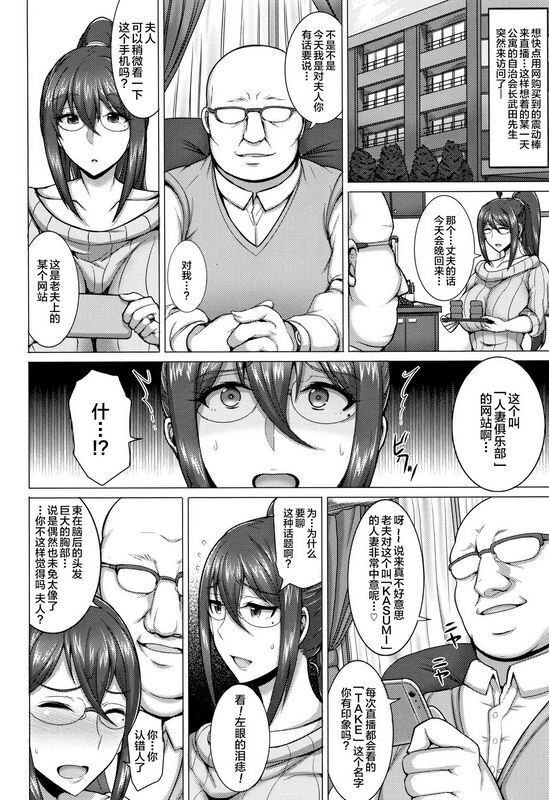 想快点用网购买到的震动棒
来直播…这样想着的某一天
公寓的自治会长武田先生
突然来访问了—
那个!…丈夫的话
今天会晚回来…
不是不是
今天我是对夫人你
有话要说…
对我…?
夫人
可以稍微看一下
这个手机吗?
这是老夫上的
某个网站
这个叫
「人妻俱乐部」
的网站啊…
什…!?
呀~~说来真不好意思
老夫对这个叫「KASUMI」
的人妻非常中意呢…♡
ニヤ
ニヤ
每次直播都会看的
「TAKE」这个名字
你有印象吗?
为…为什么
要聊
这种话题啊?
看!左眼的泪痣
束在脑后的头发
巨大的胸部…
说是偶然也未免太像了
…你不这样觉得吗 夫人?
你…你
认错人了